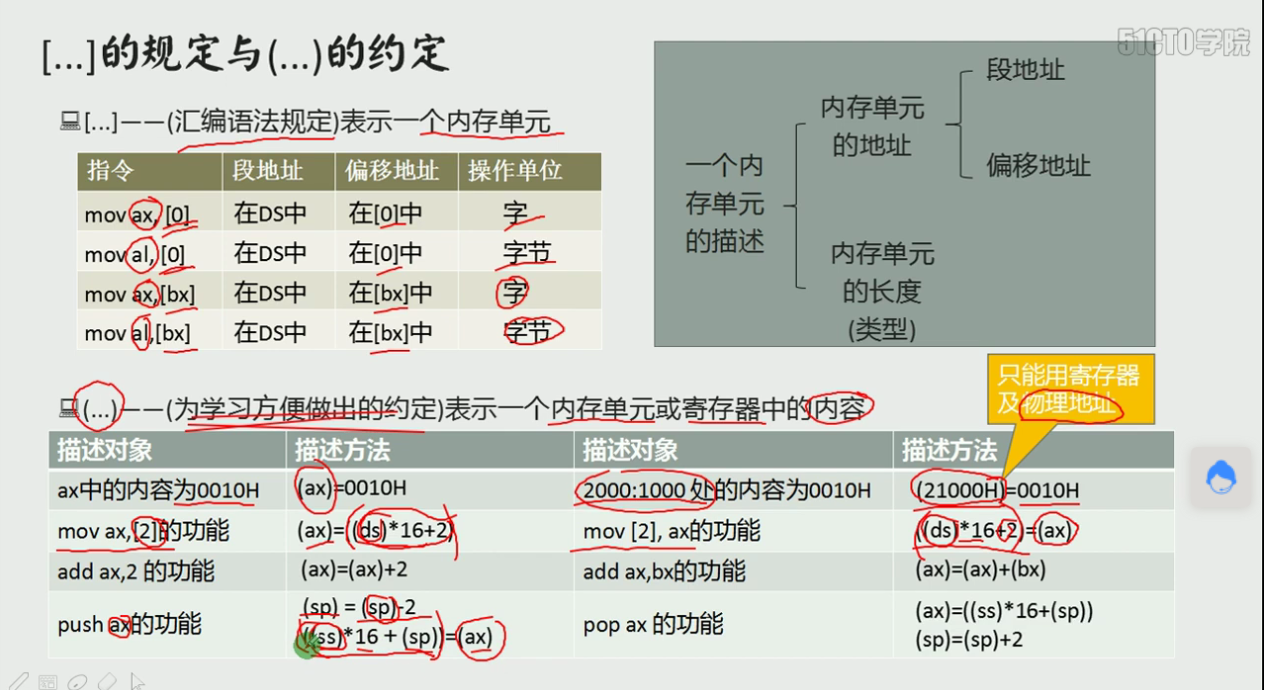 51CTO学院
[...]的规定与(...)的约定
[...]——(汇编语法规定)表示一个内存单元
指令 段地址 偏移地址 操作单位
mov ax, [0] 在DS中 在[0]中 字
mov al, [0] 在DS中 在[0]中 字节
mov ax,[bx] 在DS中 在[bx]中 字
mov al,[bx] 在DS中 在[bx]中 字节
一个内
存单元
的描述
内存单元
的地址
段地址
偏移地址
内存单元
的长度
(类型)
只能用寄存器
及物理地址
(...)——(为学习方便做出的约定)表示一个内存单元或寄存器中的内容
描述对象 描述方法 描述对象 描述方法
ax中的内容为0010H (ax)=0010H 2000:1000 处的内容为0010H (21000H)=0010H
mov ax,[2]的功能 (ax)=((ds)*16+2) mov [2], ax的功能 ((ds)*16+2)=(ax)
add ax,2 的功能 (ax)=(ax)+2 add ax,bx的功能 (ax)=(ax)+(bx)
push ax的功能 (sp) = (sp)-2
((ss)*16 + (sp))=(ax)
pop ax 的功能 (ax)=((ss)*16+(sp))
(sp)=(sp)+2